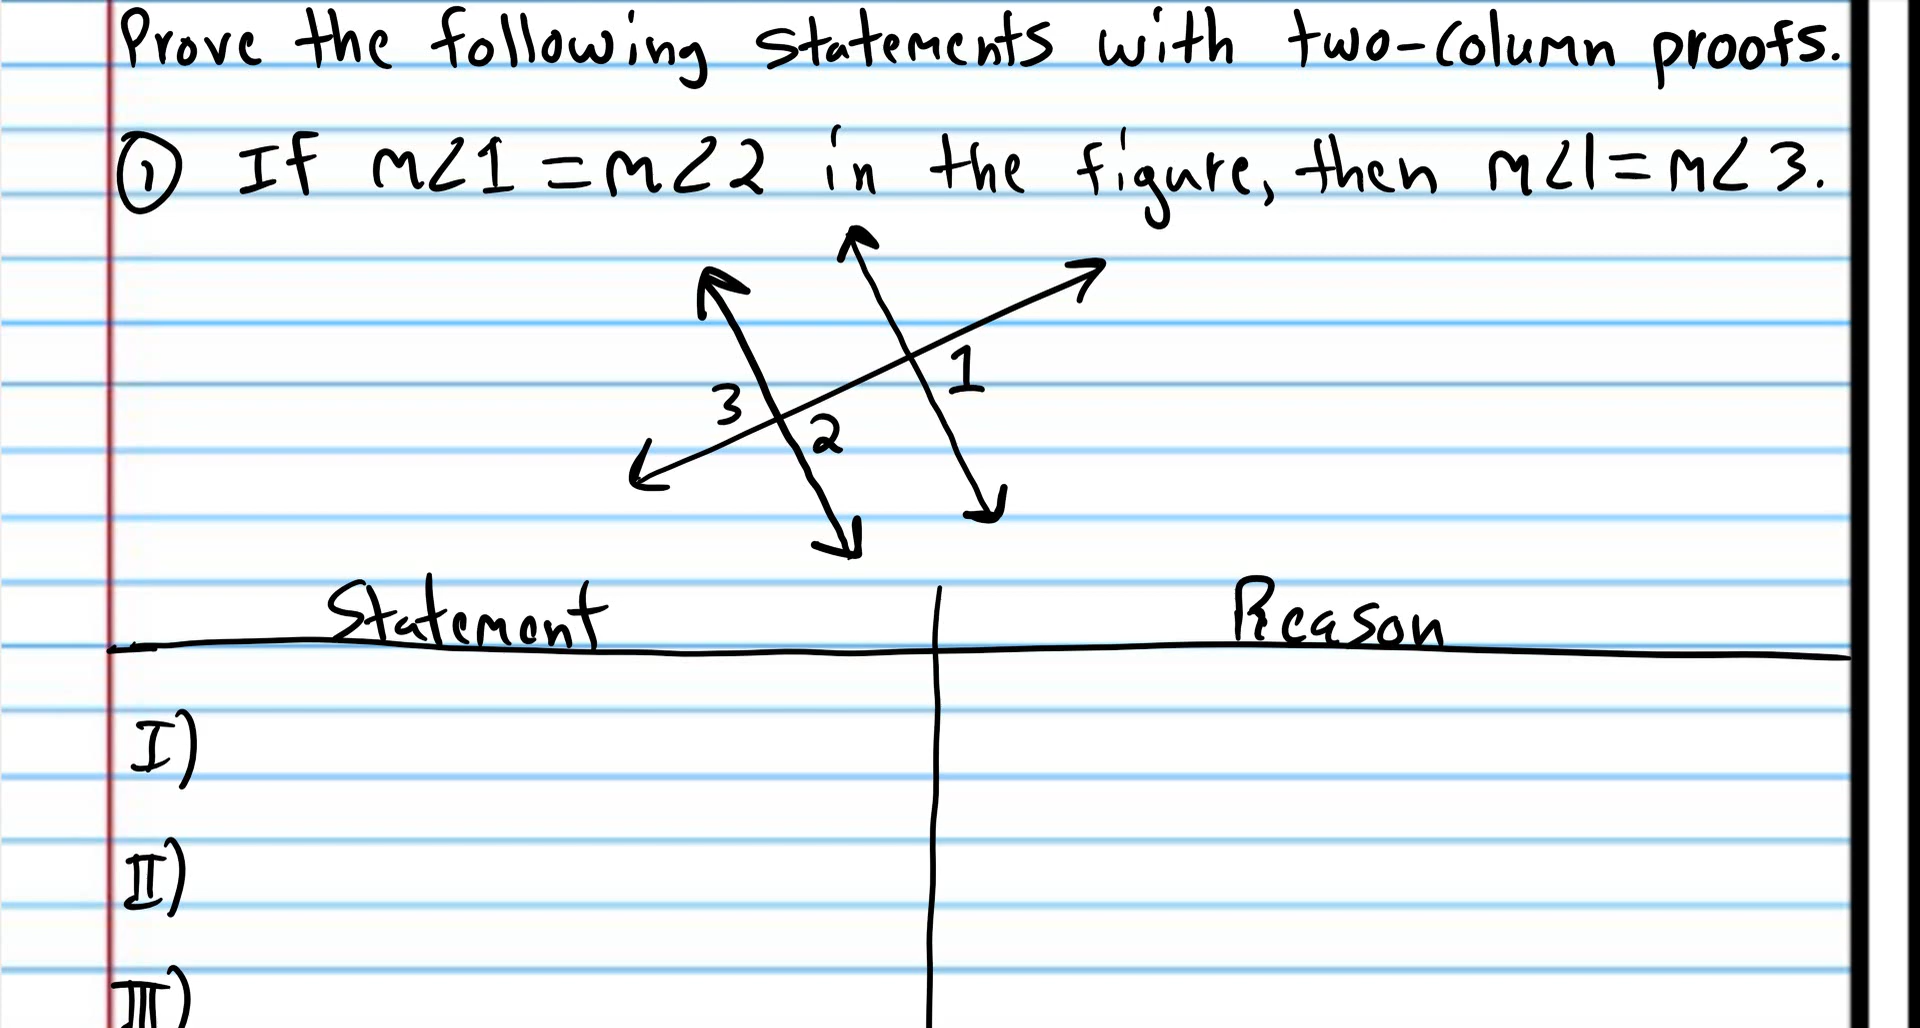 Prove the following statements with two-column proofs.
① If m∠1 = m∠2 in the figure, then m∠1 = m∠3.
1
3
2
Statement Reason
I)
II)
III)